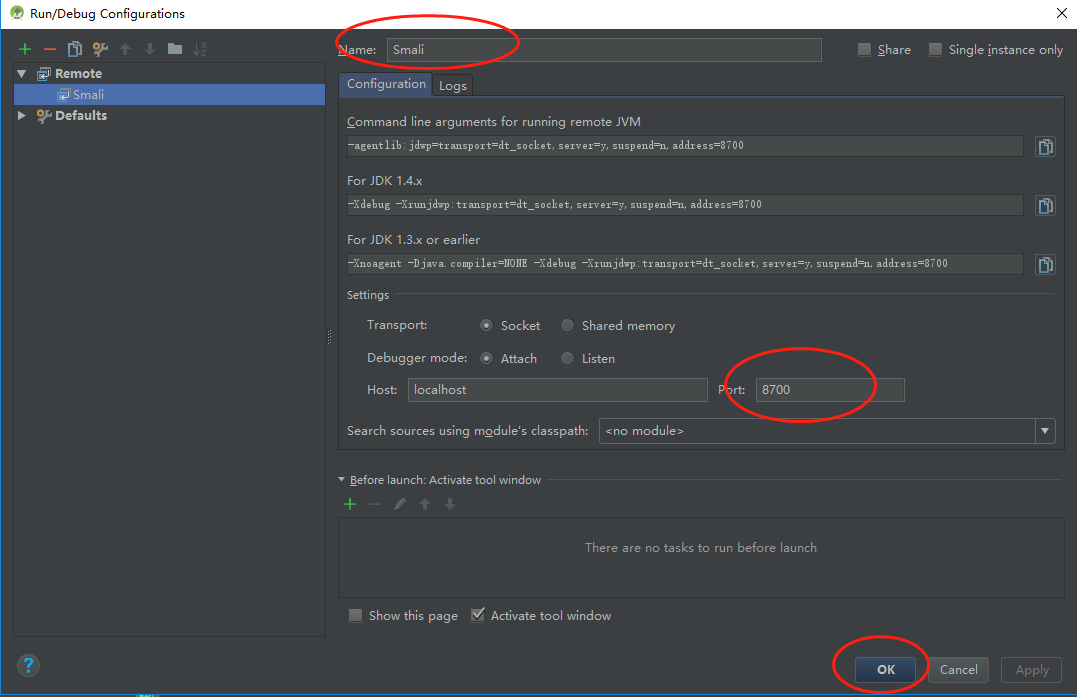 Run/Debug Configurations
Name: Smali
Share
Single instance only
Remote
Smali
Defaults
Configuration
Logs
Command line arguments for running remote JVM
-agentlib:jdwp=transport=dt_socket,server=y,suspend=n,address=8700
For JDK 1.4.x
-Xdebug -Xrunjdwp:transport=dt_socket,server=y,suspend=n,address=8700
For JDK 1.3.x or earlier
-Xnoagent -Djava.compiler=NONE -Xdebug -Xrunjdwp:transport=dt_socket,server=y,suspend=n,address=8700
Settings
Transport: Socket Shared memory
Debugger mode: Attach Listen
Host: localhost Port: 8700
Search sources using module's classpath: <no module>
Before launch: Activate tool window
There are no tasks to run before launch
Show this page Activate tool window
? OK Cancel Apply